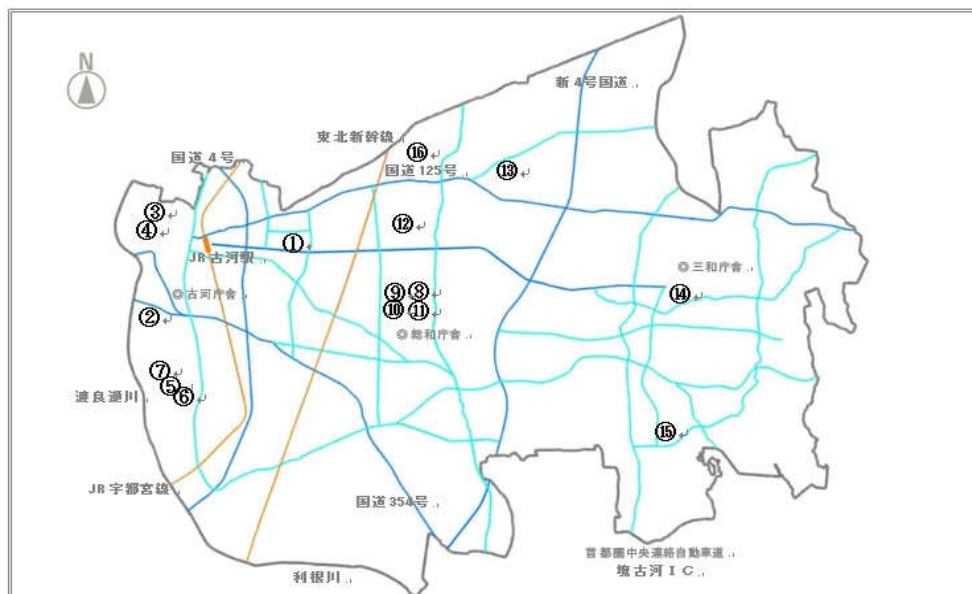 N
新4号国道
東北新幹線
⑯
国道4号
国道125号
⑬
③
④
⑫
①
JR古河駅
◎三和庁舎
◎古河庁舎
⑨ ③
⑭
②
⑩ ⑪
◎総和庁舎
⑦
⑤
⑥
渡良瀬川
⑮
JR宇都宮線
国道354号
首都圏中央連絡自動車道
利根川
境古河IC